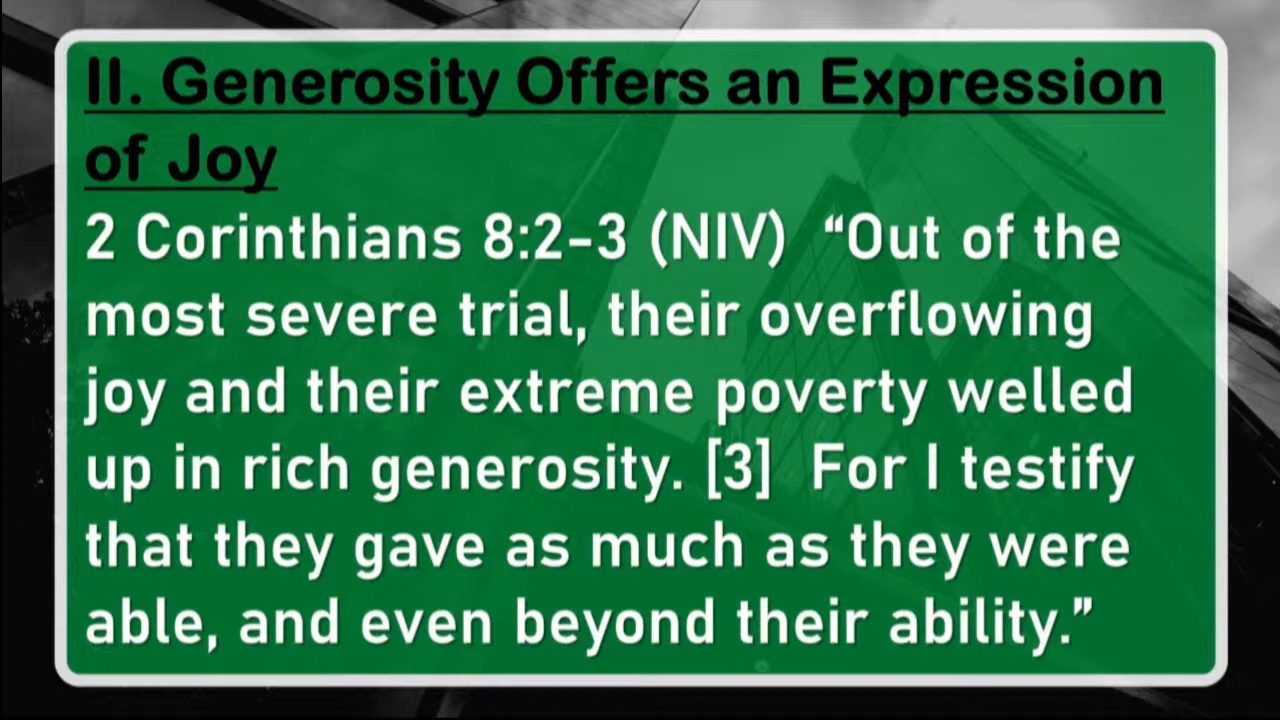 II. Generosity Offers an Expression
of Joy
2 Corinthians 8:2-3 (NIV)  “Out of the
most severe trial, their overflowing
joy and their extreme poverty welled
up in rich generosity. [3]  For I testify
that they gave as much as they were
able, and even beyond their ability.”